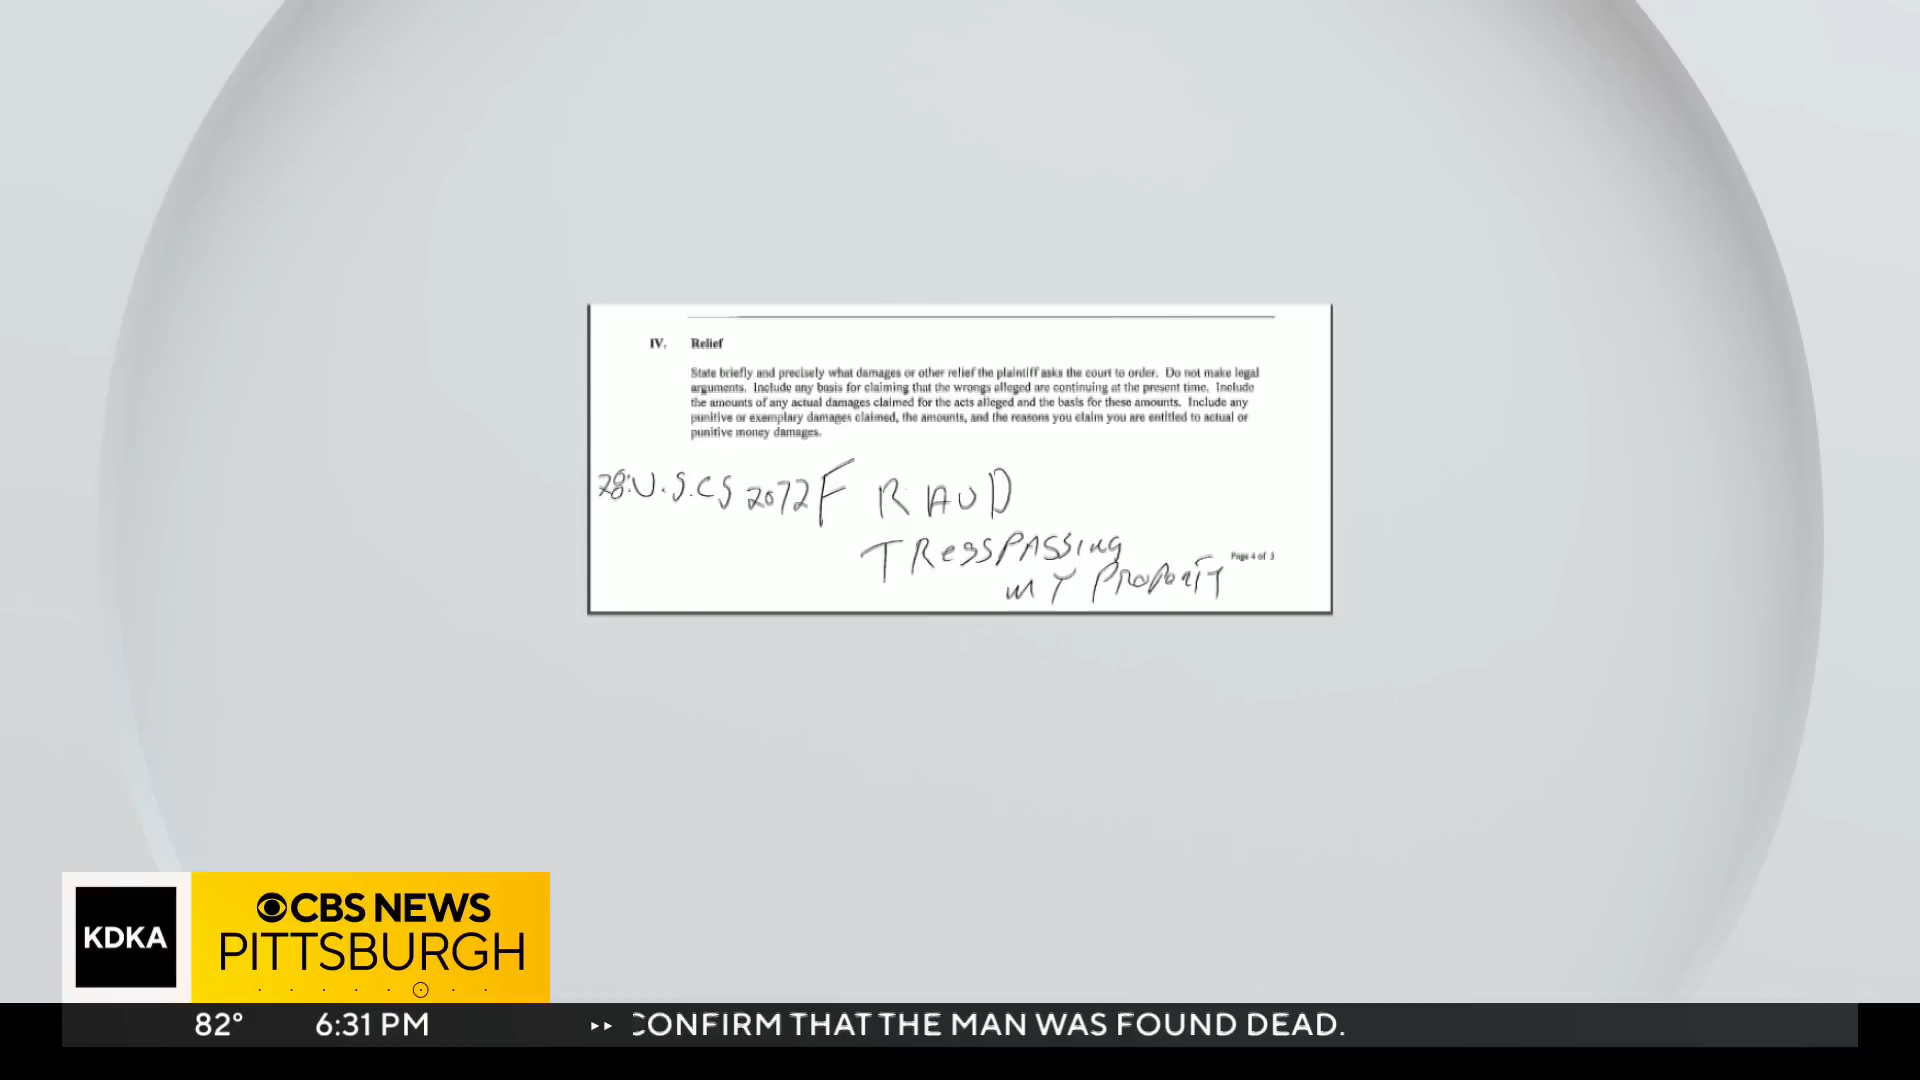 IV. Relief
State briefly and precisely what damages or other relief the plaintiff asks the court to order. Do not make legal
arguments. Include any basis for claiming that the wrongs alleged are continuing at the present time. Include
the amounts of any actual damages claimed for the acts alleged and the basis for these amounts. Include any
punitive or exemplary damages claimed, the amounts, and the reasons you claim you are entitled to actual or
punitive money damages.
28.U.S.CS 2072 FRAUD
TResSPASSing
Page 4 of 5
my
KDKA
CBS NEWS
PITTSBURGH
82° 6:31 PM CONFIRM THAT THE MAN WAS FOUND DEAD.